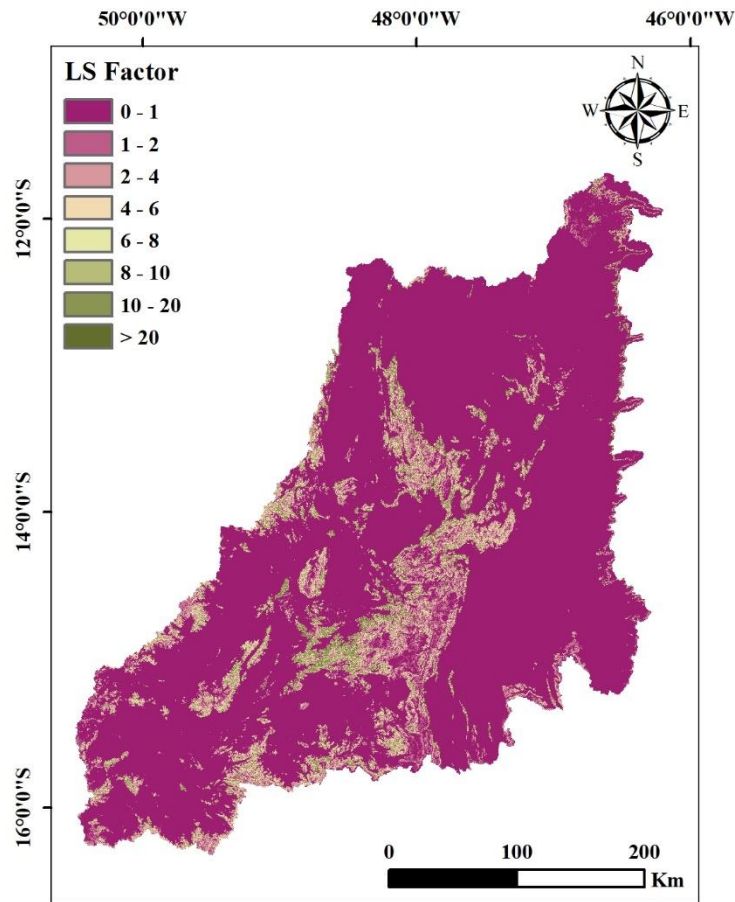 50°0'0"W 48°0'0"W 46°0'0"W
LS Factor
0 - 1
1 - 2
2 - 4
4 - 6
6 - 8
8 - 10
10 - 20
> 20
N
W E
S
12°0'0"S
14°0'0"S
16°0'0"S
0 100 200
Km